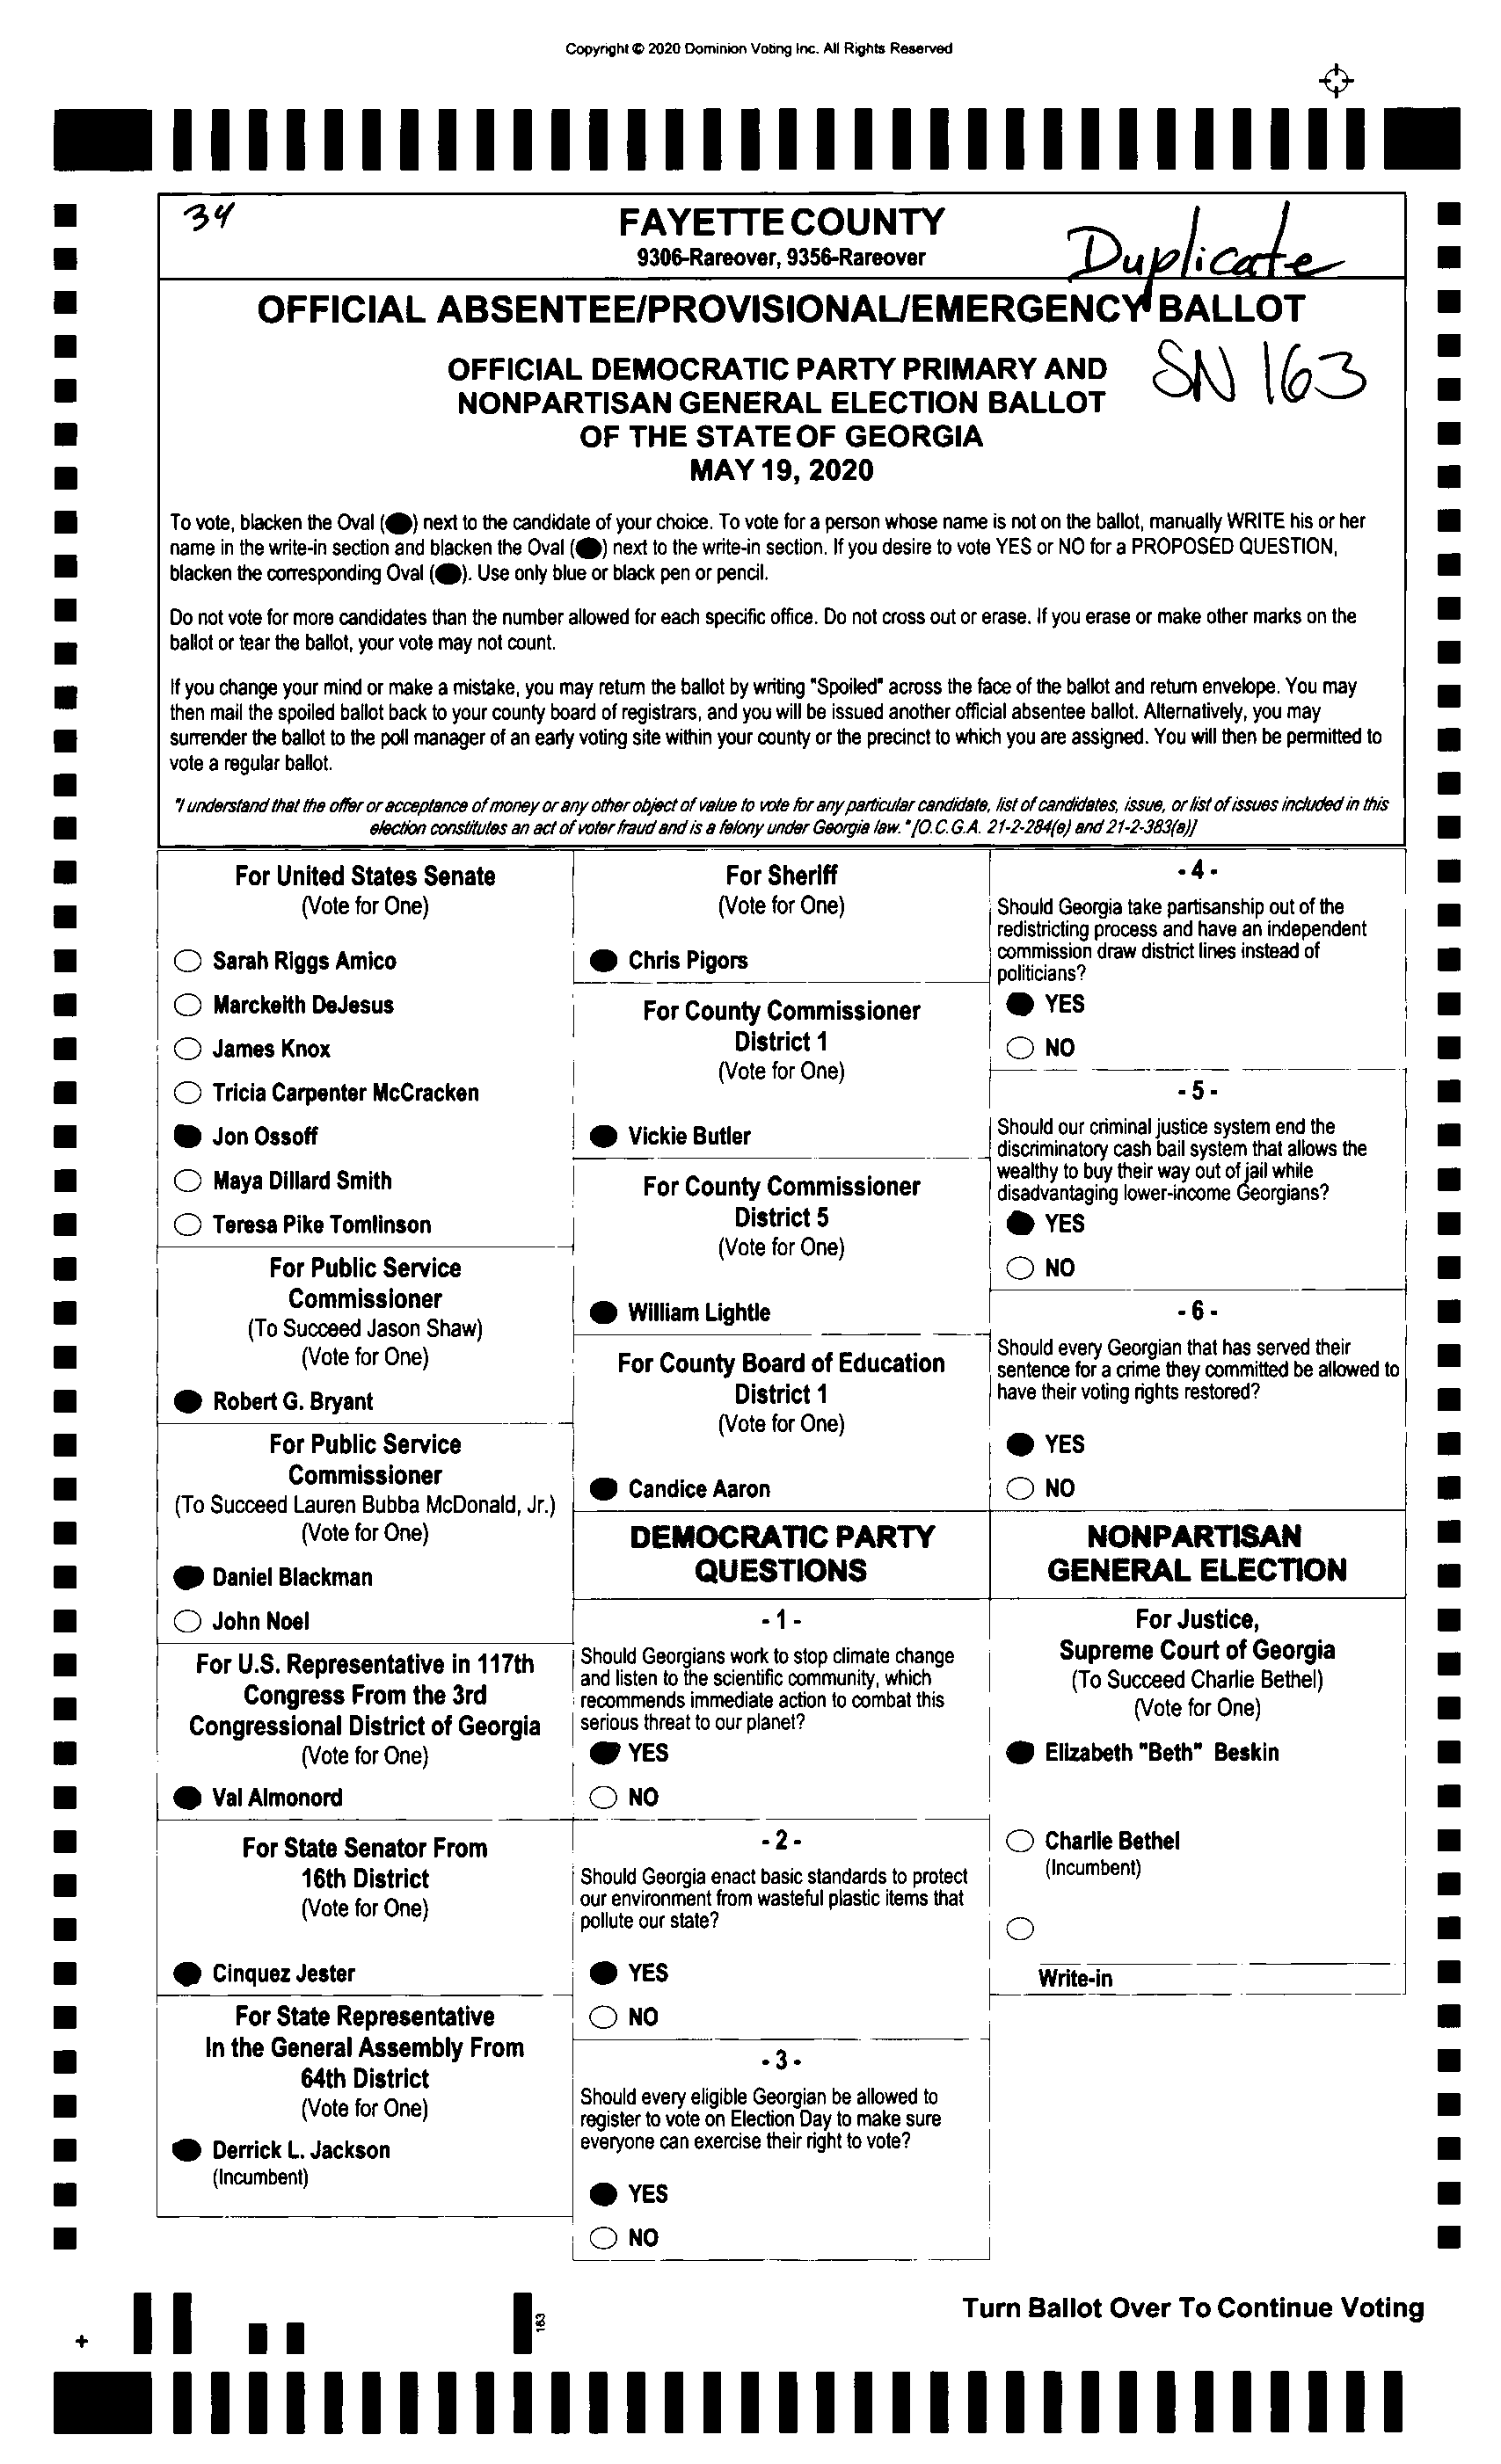 Copyright © 2020 Dominion Voting Inc. All Rights Reserved
34
FAYETTE COUNTY
9306-Rareover, 9356-Rareover
Duplicate
OFFICIAL ABSENTEE/PROVISIONAL/EMERGENCY BALLOT
OFFICIAL DEMOCRATIC PARTY PRIMARY AND
NONPARTISAN GENERAL ELECTION BALLOT
OF THE STATE OF GEORGIA
MAY 19, 2020
SN 163
To vote, blacken the Oval (⬬) next to the candidate of your choice. To vote for a person whose name is not on the ballot, manually WRITE his or her
name in the write-in section and blacken the Oval (⬬) next to the write-in section. If you desire to vote YES or NO for a PROPOSED QUESTION,
blacken the corresponding Oval (⬬). Use only blue or black pen or pencil.
Do not vote for more candidates than the number allowed for each specific office. Do not cross out or erase. If you erase or make other marks on the
ballot or tear the ballot, your vote may not count.
If you change your mind or make a mistake, you may return the ballot by writing "Spoiled" across the face of the ballot and return envelope. You may
then mail the spoiled ballot back to your county board of registrars, and you will be issued another official absentee ballot. Alternatively, you may
surrender the ballot to the poll manager of an early voting site within your county or the precinct to which you are assigned. You will then be permitted to
vote a regular ballot.
"I understand that the offer or acceptance of money or any other object of value to vote for any particular candidate, list of candidates, issue, or list of issues included in this
election constitutes an act of voter fraud and is a felony under Georgia law." [O.C.G.A. 21-2-284(e) and 21-2-383(a)]
For United States Senate
(Vote for One)
Sarah Riggs Amico
Marckeith DeJesus
James Knox
Tricia Carpenter McCracken
Jon Ossoff
Maya Dillard Smith
Teresa Pike Tomlinson
For Public Service
Commissioner
(To Succeed Jason Shaw)
(Vote for One)
Robert G. Bryant
For Public Service
Commissioner
(To Succeed Lauren Bubba McDonald, Jr.)
(Vote for One)
Daniel Blackman
John Noel
For U.S. Representative in 117th
Congress From the 3rd
Congressional District of Georgia
(Vote for One)
Val Almonord
For State Senator From
16th District
(Vote for One)
Cinquez Jester
For State Representative
In the General Assembly From
64th District
(Vote for One)
Derrick L. Jackson
(Incumbent)
For Sheriff
(Vote for One)
Chris Pigors
For County Commissioner
District 1
(Vote for One)
Vickie Butler
For County Commissioner
District 5
(Vote for One)
William Lightle
For County Board of Education
District 1
(Vote for One)
Candice Aaron
DEMOCRATIC PARTY
QUESTIONS
- 1 -
Should Georgians work to stop climate change
and listen to the scientific community, which
recommends immediate action to combat this
serious threat to our planet?
YES
NO
- 2 -
Should Georgia enact basic standards to protect
our environment from wasteful plastic items that
pollute our state?
YES
NO
- 3 -
Should every eligible Georgian be allowed to
register to vote on Election Day to make sure
everyone can exercise their right to vote?
YES
NO
- 4 -
Should Georgia take partisanship out of the
redistricting process and have an independent
commission draw district lines instead of
politicians?
YES
NO
- 5 -
Should our criminal justice system end the
discriminatory cash bail system that allows the
wealthy to buy their way out of jail while
disadvantaging lower-income Georgians?
YES
NO
- 6 -
Should every Georgian that has served their
sentence for a crime they committed be allowed to
have their voting rights restored?
YES
NO
NONPARTISAN
GENERAL ELECTION
For Justice,
Supreme Court of Georgia
(To Succeed Charlie Bethel)
(Vote for One)
Elizabeth "Beth" Beskin
Charlie Bethel
(Incumbent)
Write-in
Turn Ballot Over To Continue Voting
163